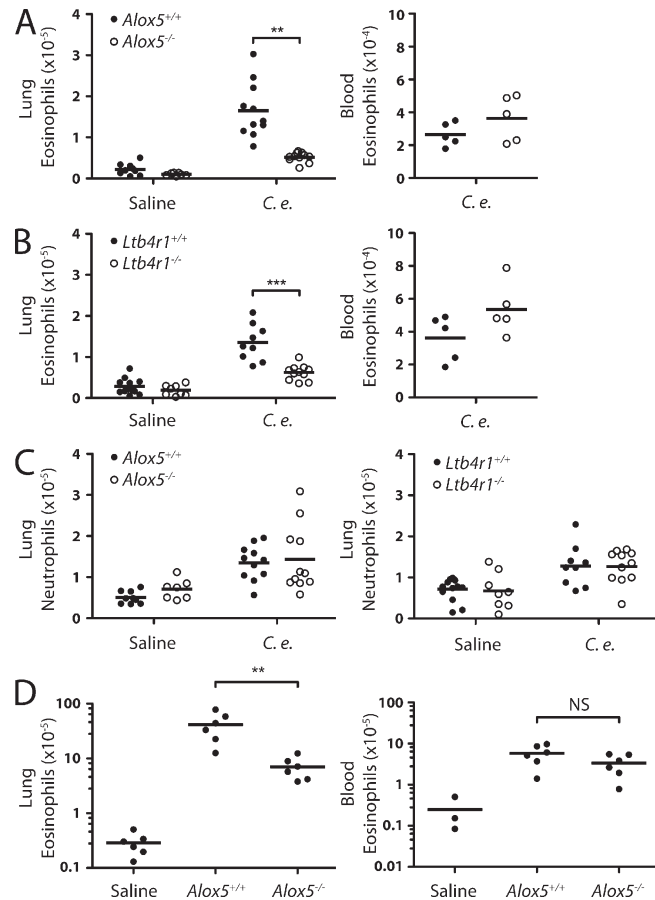 A
Alox5+/+
Alox5-/-
**
Lung
Eosinophils (x10-5)
4
3
2
1
0
Saline
C. e.
Blood
Eosinophils (x10-4)
10
8
6
4
2
0
C. e.
B
Ltb4r1+/+
Ltb4r1-/-
***
Lung
Eosinophils (x10-5)
4
3
2
1
0
Saline
C. e.
Blood
Eosinophils (x10-4)
10
8
6
4
2
0
C. e.
C
Alox5+/+
Alox5-/-
Lung
Neutrophils (x10-5)
4
3
2
1
0
Saline
C. e.
Ltb4r1+/+
Ltb4r1-/-
Lung
Neutrophils (x10-5)
4
3
2
1
0
Saline
C. e.
D
**
Lung
Eosinophils (x10-5)
100
10
1
0.1
Saline
Alox5+/+
Alox5-/-
NS
Blood
Eosinophils (x10-5)
100
10
1
0.1
0.01
Saline
Alox5+/+
Alox5-/-